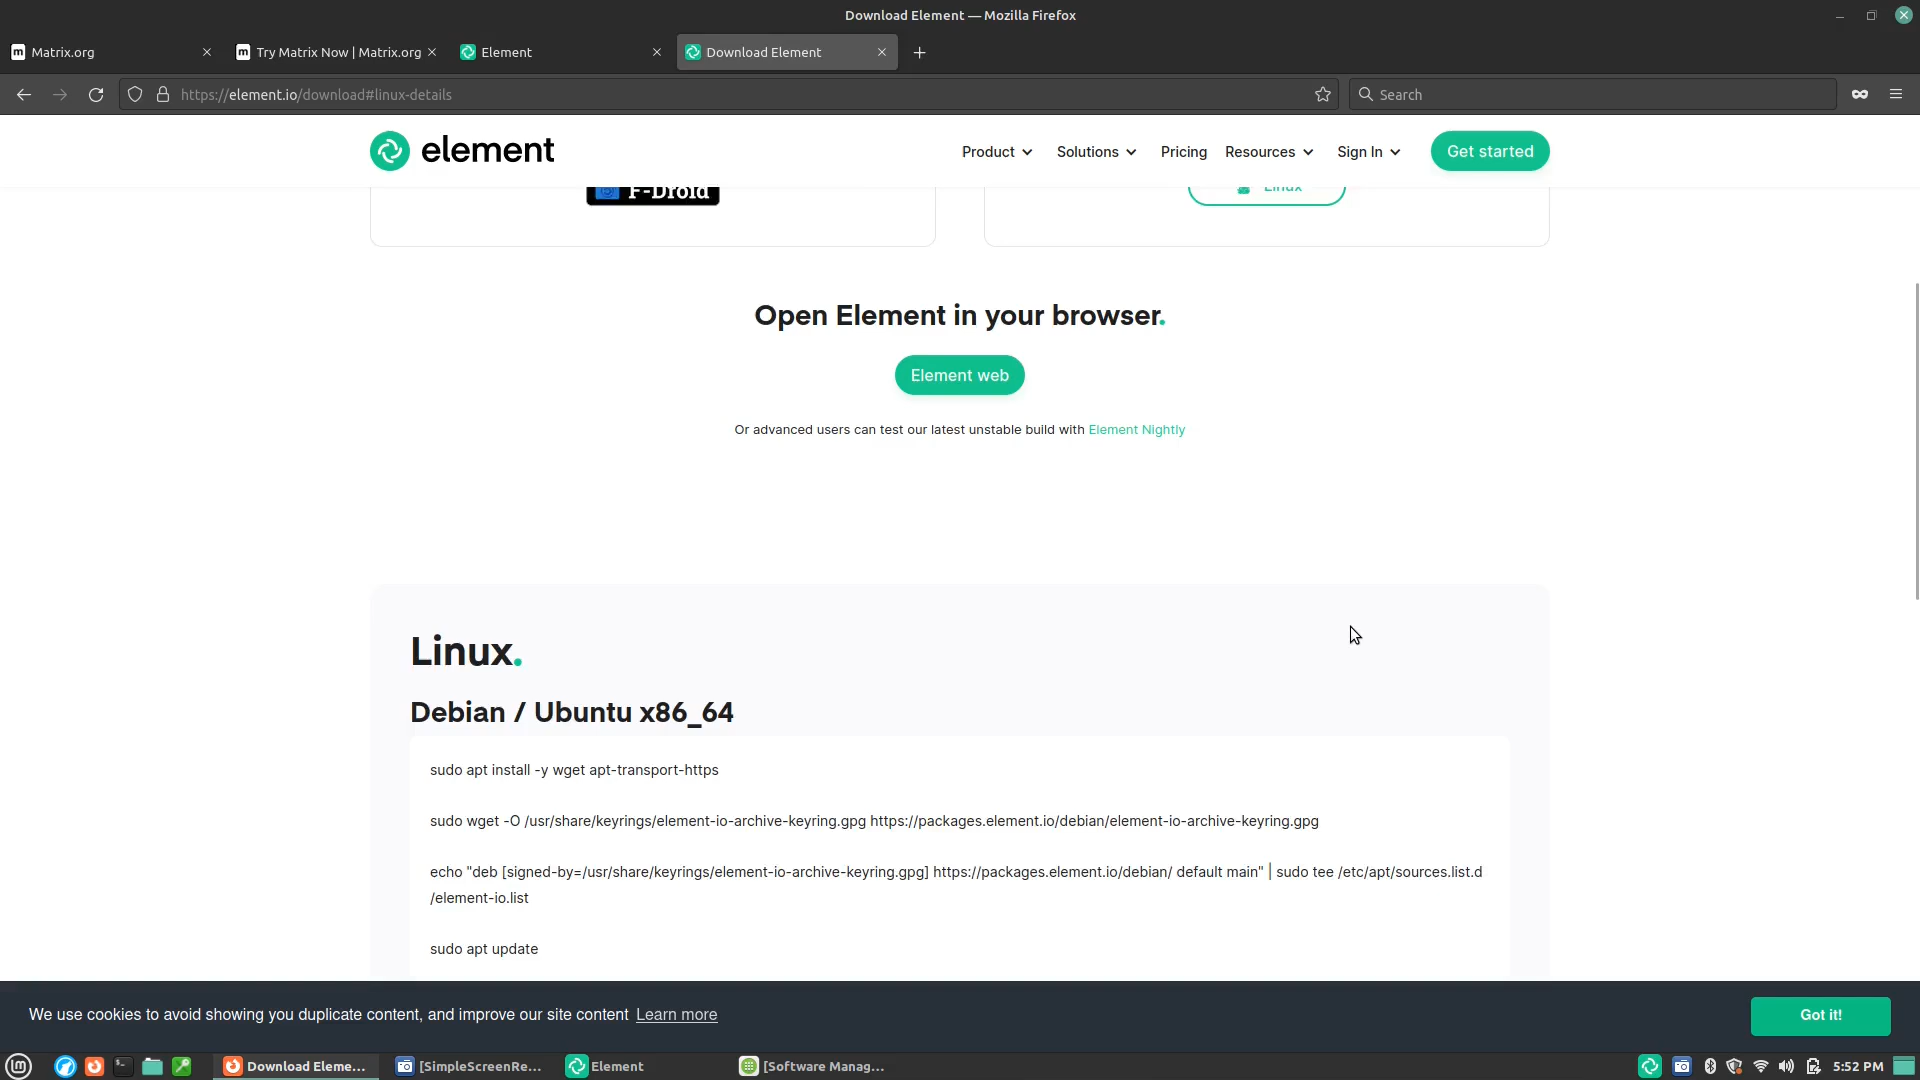 Download Element — Mozilla Firefox
Matrix.org
Try Matrix Now | Matrix.org
Element
Download Element
https://element.io/download#linux-details
Search
element
Product
Solutions
Pricing
Resources
Sign In
Get started
F-Droid
Linux
Open Element in your browser.
Element web
Or advanced users can test our latest unstable build with Element Nightly
Linux.
Debian / Ubuntu x86_64
sudo apt install -y wget apt-transport-https
sudo wget -O /usr/share/keyrings/element-io-archive-keyring.gpg https://packages.element.io/debian/element-io-archive-keyring.gpg
echo "deb [signed-by=/usr/share/keyrings/element-io-archive-keyring.gpg] https://packages.element.io/debian/ default main" | sudo tee /etc/apt/sources.list.d
/element-io.list
sudo apt update
We use cookies to avoid showing you duplicate content, and improve our site content Learn more
Got it!
Download Eleme...
[SimpleScreenRe...
Element
[Software Manag...
5:52 PM